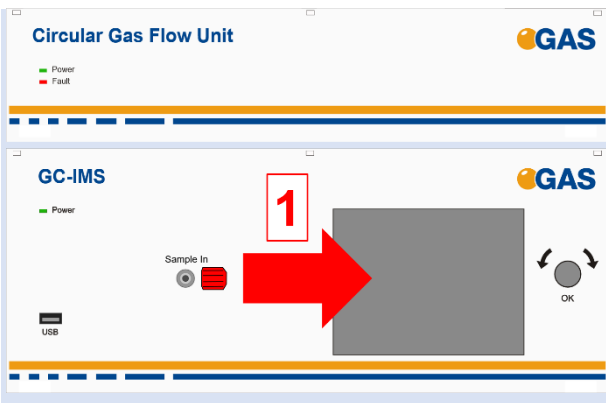 Circular Gas Flow Unit
GAS
Power
Fault
GC-IMS
GAS
Power
1
Sample In
OK
USB